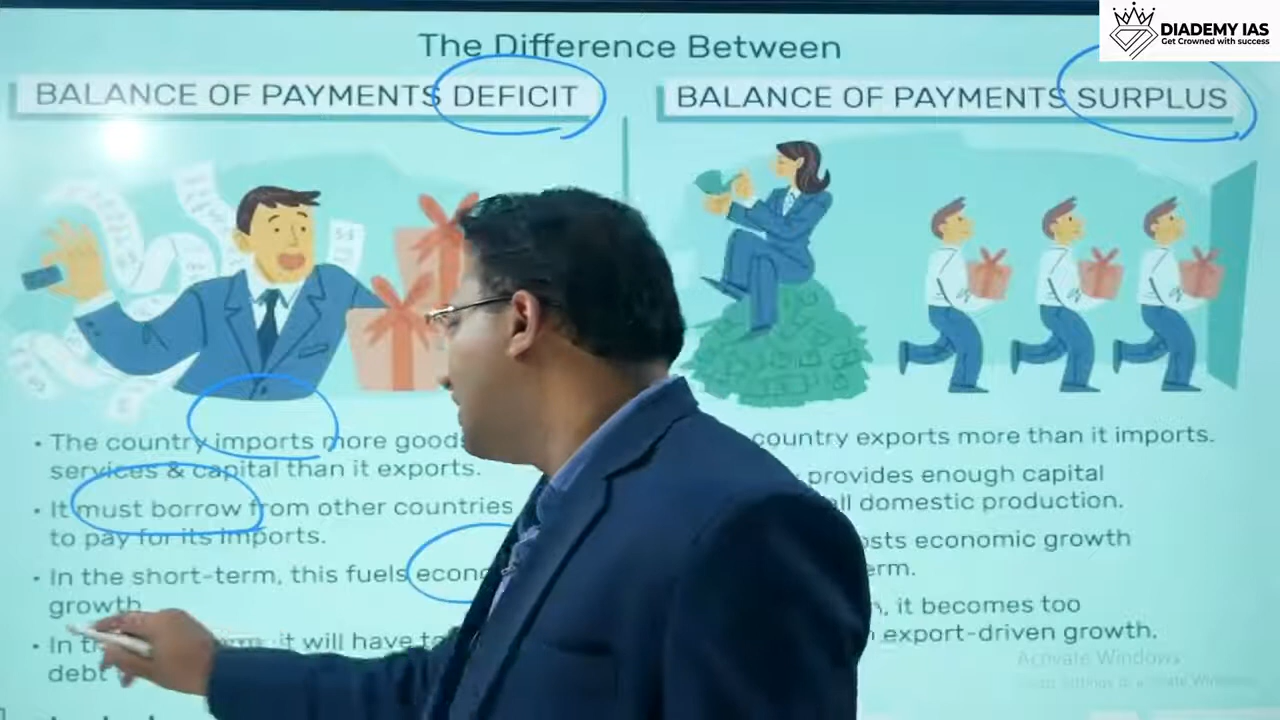 DIADEMY IAS
Get Crowned with success
The Difference Between
BALANCE OF PAYMENTS DEFICIT
• The country imports more
services & capital than it exports.
• It must borrow from other countries
to pay for its imports.
• In the short-term, this fuels
growth
• In it will have
debt
BALANCE OF PAYMENTS SURPLUS
country exports more than it imports.
provides enough capital
domestic production.
economic growth
it becomes too
export-driven growth.
Activate Windows